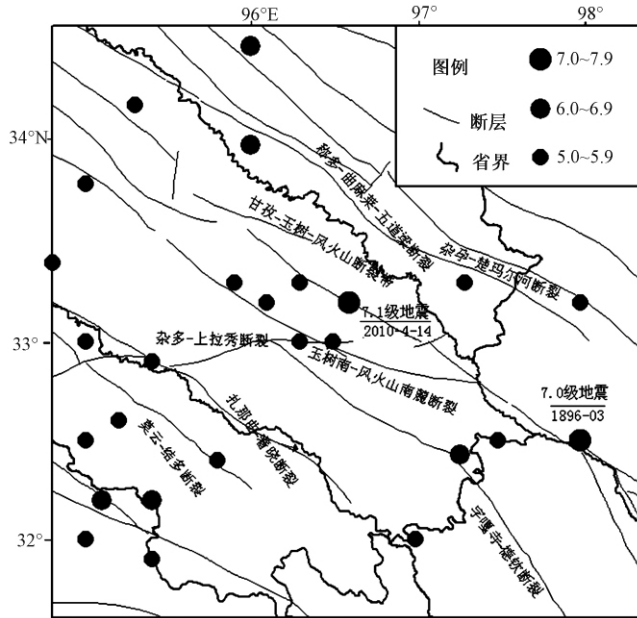 96°E
97°
98°
34°N
33°
32°
图例
7.0~7.9
6.0~6.9
5.0~5.9
断层
省界
称多-曲麻莱-五道梁断裂
甘孜-玉树-风火山断裂带
杂孕-楚玛尔河断裂
7.1级地震
2010-4-14
杂多-上拉秀断裂
玉树南-风火山南麓断裂
7.0级地震
1896-03
扎那曲-着晓断裂
莫云-结多断裂
字嘎寺-德钦断裂